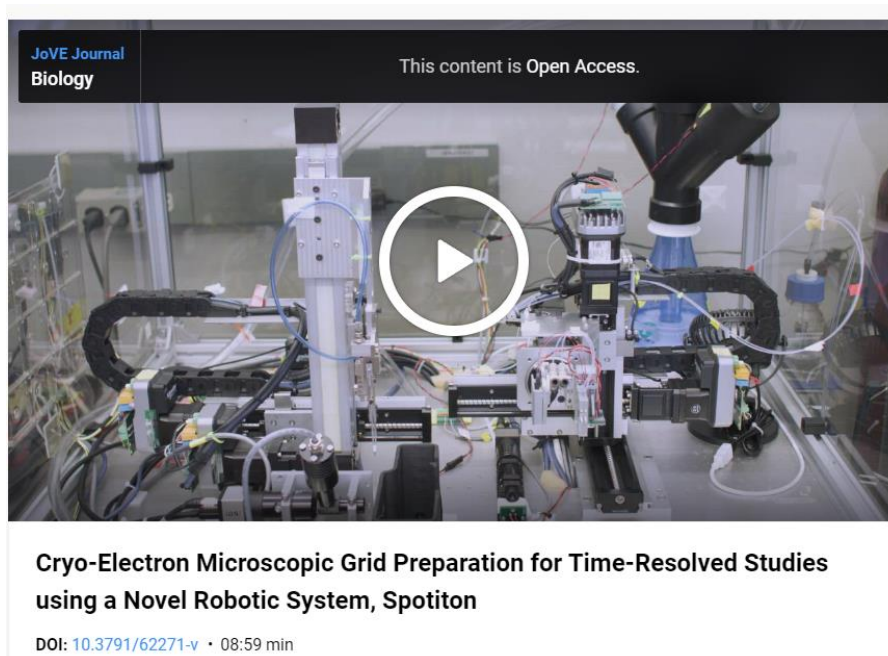 JoVE Journal
Biology
This content is Open Access.
Cryo-Electron Microscopic Grid Preparation for Time-Resolved Studies
using a Novel Robotic System, Spotiton
DOI: 10.3791/62271-v • 08:59 min